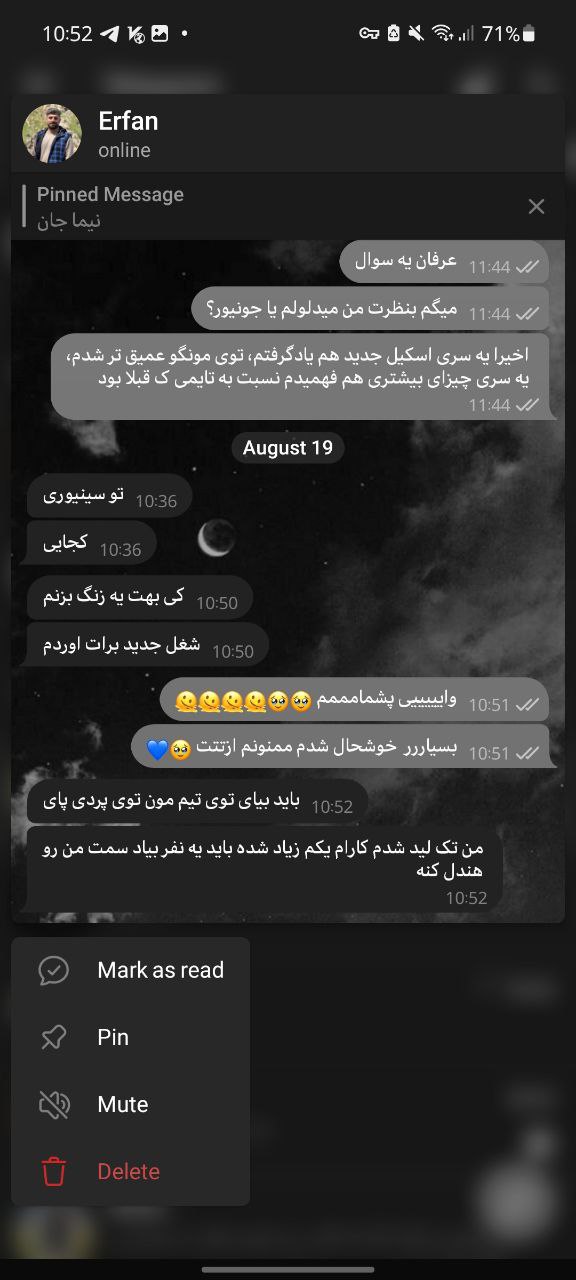 10:52
71%
Erfan
online
Pinned Message
نیما جان
عرفان یه سوال
11:44
میگم بنظرت من میدلولم یا جونیور؟
11:44
اخیرا یه سری اسکیل جدید هم یادگرفتم، توی مونگو عمیق تر شدم،
یه سری چیزای بیشتری هم فهمیدم نسبت به تایمی ک قبلا بود
11:44
August 19
تو سینیوری
10:36
کجایی
10:36
کی بهت یه زنگ بزنم
10:50
شغل جدید برات اوردم
10:50
وایییییی پشمامممم 🥹🥹🫠🫠🫠🫠
10:51
بسیاررر خوشحال شدم ممنونم ازتتت 🥹💙
10:51
باید بیای توی تیم مون توی پردی پای
10:52
من تک لید شدم کارام یکم زیاد شده باید یه نفر بیاد سمت من رو
هندل کنه
10:52
Mark as read
Pin
Mute
Delete